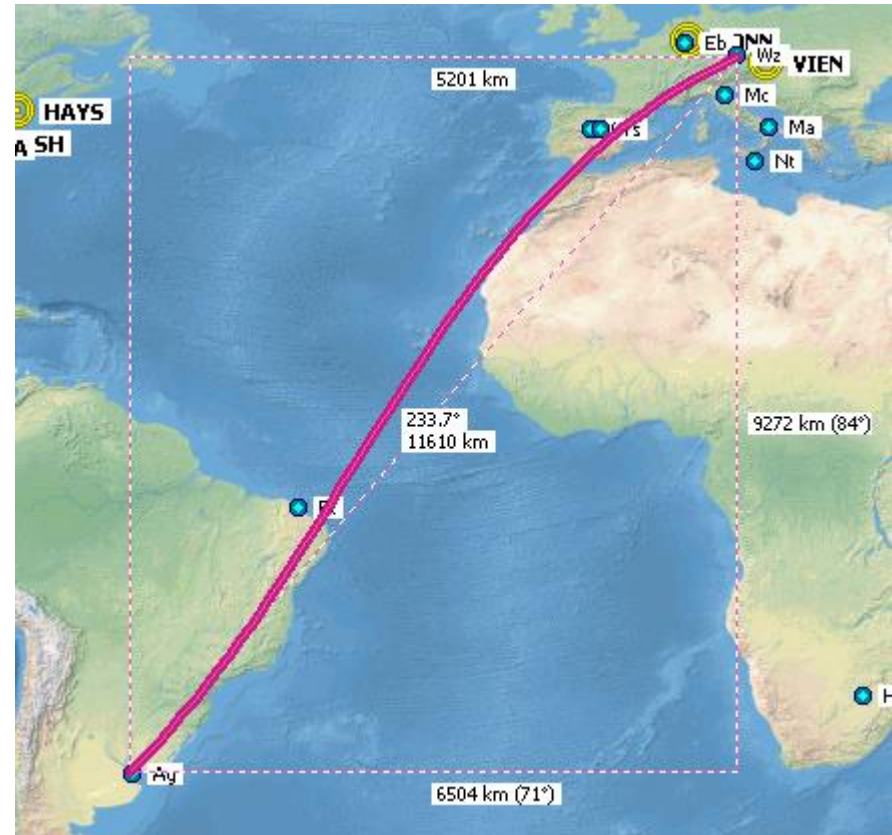 Eb
Wz
VIEN
5201 km
HAYS
Mc
SH
A
Ma
Nt
233.7°
11610 km
9272 km (84°)
H
Ay
6504 km (71°)